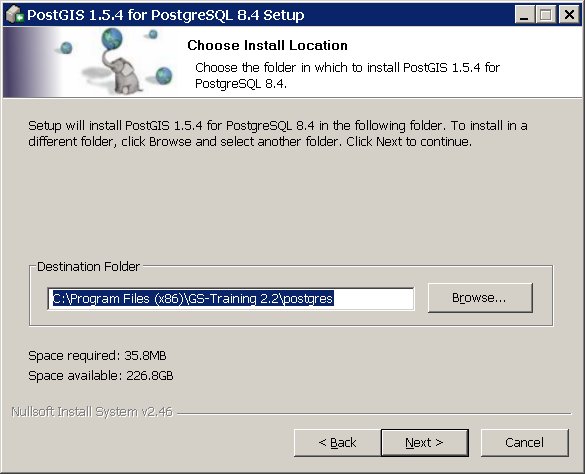 PostGIS 1.5.4 for PostgreSQL 8.4 Setup
Choose Install Location
Choose the folder in which to install PostGIS 1.5.4 for
PostgreSQL 8.4.
Setup will install PostGIS 1.5.4 for PostgreSQL 8.4 in the following folder. To install in a
different folder, click Browse and select another folder. Click Next to continue.
Destination Folder
C:\Program Files (x86)\GS-Training 2.2\postgres
Browse...
Space required: 35.8MB
Space available: 226.8GB
Nullsoft Install System v2.46
< Back
Next >
Cancel